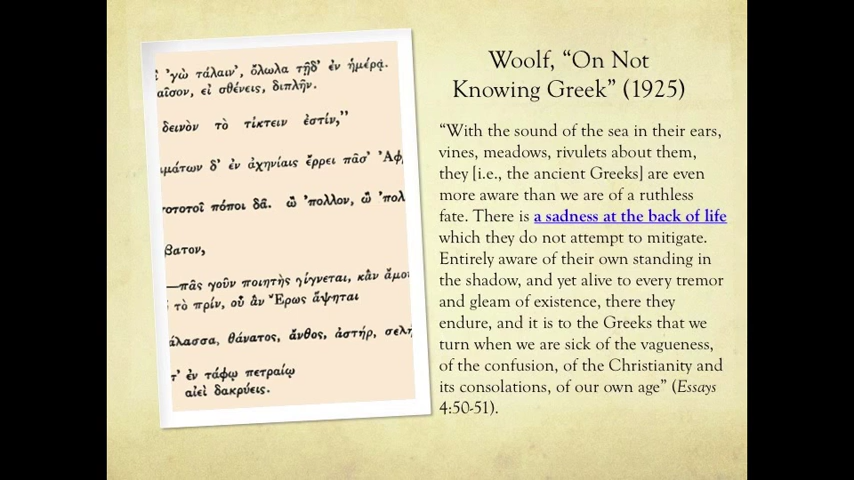 'γὼ τάλαιν', ὄλωλα τῇδ' ἐν ἡμέρᾳ.
αῖσον, εἰ σθένεις, διπλῆν.
δεινὸν τὸ τίκτειν ἐστίν,”
μάτων δ' ἐν ἀχηνίαις ἔρρει πᾶσ' Ἀφ
τοτοτοῖ πόποι δᾶ. ὢ 'πολλον, ὢ 'πολ
βατον,
—πᾶς γοῦν ποιητὴς γίγνεται, κἂν ἄμου
τὸ πρίν, οὗ ἂν Ἔρως ἅψηται
άλασσα, θάνατος, ἄνθος, ἀστήρ, σελή
τ' ἐν τάφῳ πετραίῳ
αἰεὶ δακρύεις.
Woolf, “On Not
Knowing Greek” (1925)
“With the sound of the sea in their ears,
vines, meadows, rivulets about them,
they [i.e., the ancient Greeks] are even
more aware than we are of a ruthless
fate. There is a sadness at the back of life
which they do not attempt to mitigate.
Entirely aware of their own standing in
the shadow, and yet alive to every tremor
and gleam of existence, there they
endure, and it is to the Greeks that we
turn when we are sick of the vagueness,
of the confusion, of the Christianity and
its consolations, of our own age” (Essays
4:50-51).